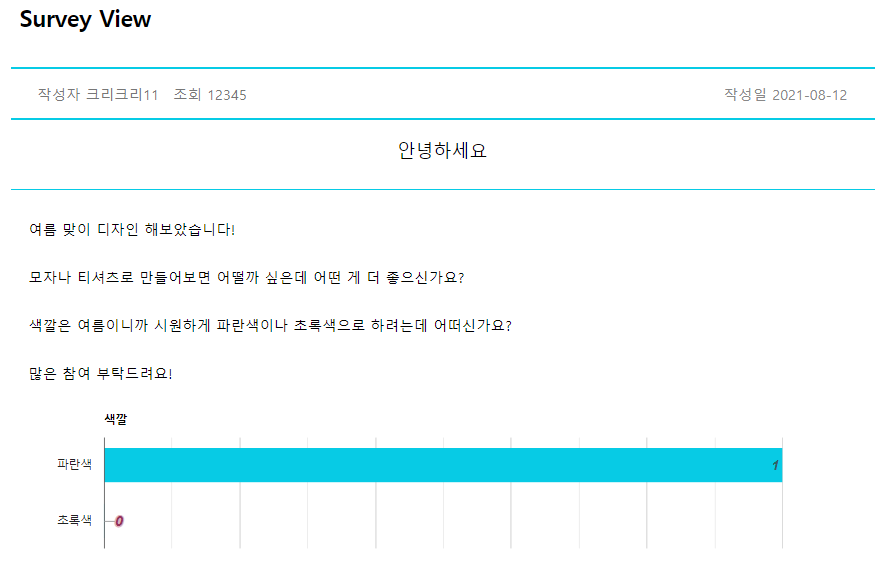 Survey View
작성자 크리크리11 조회 12345 작성일 2021-08-12
안녕하세요
여름 맞이 디자인 해보았습니다!
모자나 티셔츠로 만들어보면 어떨까 싶은데 어떤 게 더 좋으신가요?
색깔은 여름이니까 시원하게 파란색이나 초록색으로 하려는데 어떠신가요?
많은 참여 부탁드려요!
색깔
파란색 1
초록색 0